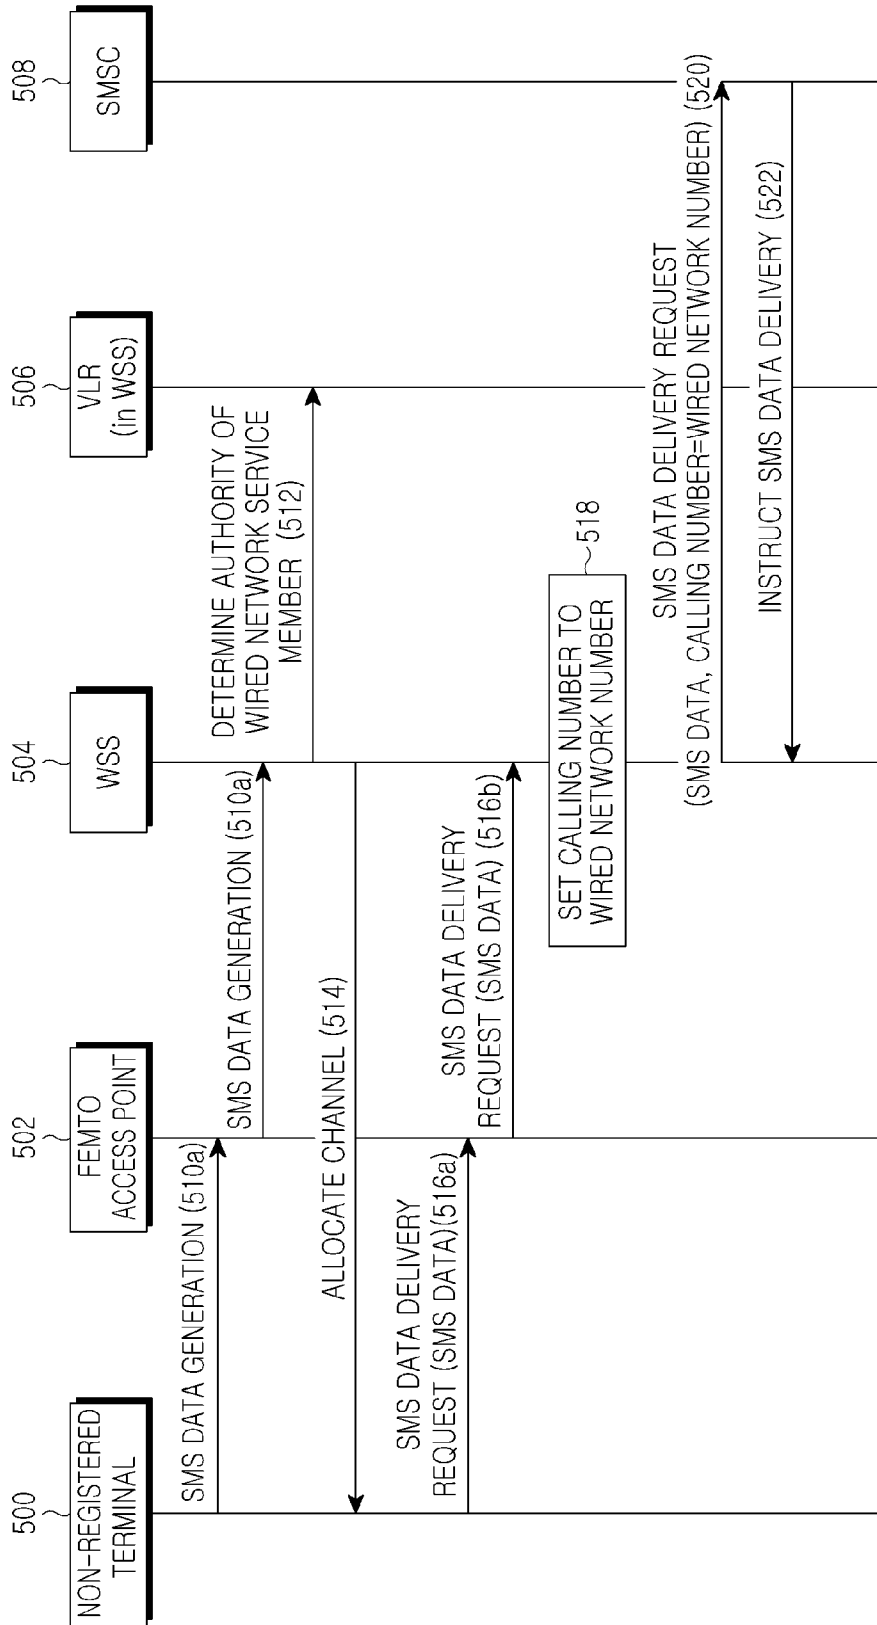 500
NON-REGISTERED
TERMINAL
502
FEMTO
ACCESS POINT
504
WSS
506
VLR
(in WSS)
508
SMSC
SMS DATA GENERATION (510a)
SMS DATA GENERATION (510a)
DETERMINE AUTHORITY OF
WIRED NETWORK SERVICE
MEMBER (512)
ALLOCATE CHANNEL (514)
SMS DATA DELIVERY
REQUEST (SMS DATA)(516a)
SMS DATA DELIVERY
REQUEST (SMS DATA) (516b)
SET CALLING NUMBER TO
WIRED NETWORK NUMBER
518
SMS DATA DELIVERY REQUEST
(SMS DATA, CALLING NUMBER=WIRED NETWORK NUMBER) (520)
INSTRUCT SMS DATA DELIVERY (522)